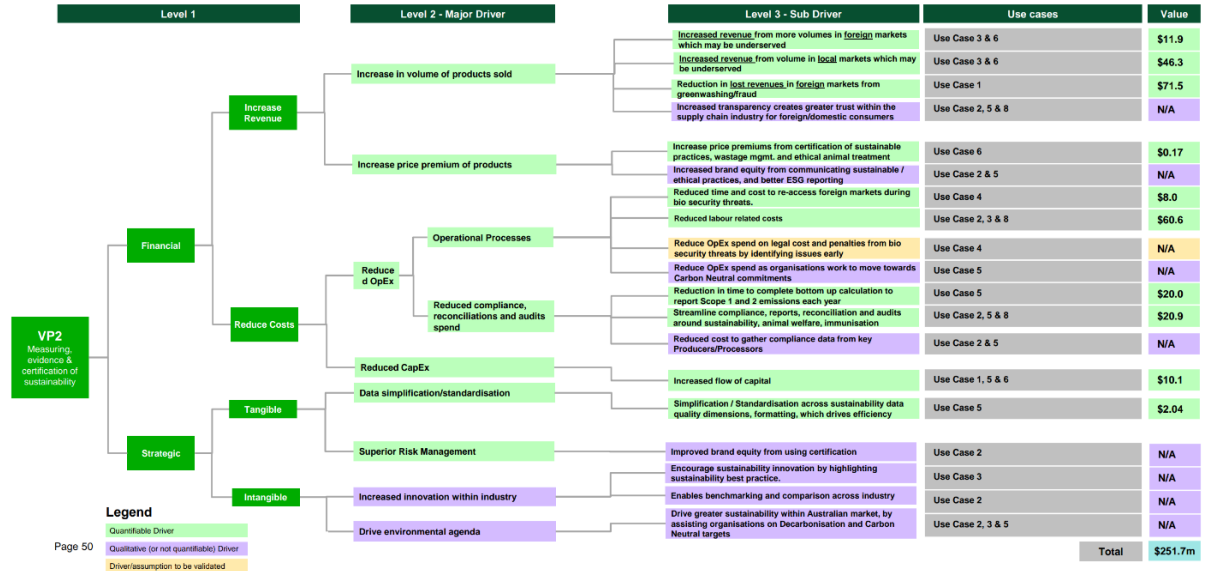 Level 1
Level 2 - Major Driver
Level 3 - Sub Driver
Use cases
Value
VP2
Measuring,
evidence &
certification of
sustainability
Financial
Strategic
Increase
Revenue
Reduce Costs
Tangible
Intangible
Increase in volume of products sold
Increase price premium of products
Reduce
d OpEx
Operational Processes
Reduced compliance,
reconciliations and audits
spend
Reduced CapEx
Data simplification/standardisation
Superior Risk Management
Increased innovation within industry
Drive environmental agenda
Increased revenue from more volumes in foreign markets
which may be underserved
Use Case 3 & 6
$11.9
Increased revenue from volume in local markets which may
be underserved
Use Case 3 & 6
$46.3
Reduction in lost revenues in foreign markets from
greenwashing/fraud
Use Case 1
$71.5
Increased transparency creates greater trust within the
supply chain industry for foreign/domestic consumers
Use Case 2, 5 & 8
N/A
Increase price premiums from certification of sustainable
practices, wastage mgmt. and ethical animal treatment
Use Case 6
$0.17
Increased brand equity from communicating sustainable /
ethical practices, and better ESG reporting
Use Case 2 & 5
N/A
Reduced time and cost to re-access foreign markets during
bio security threats.
Use Case 4
$8.0
Reduced labour related costs
Use Case 2, 3 & 8
$60.6
Reduce OpEx spend on legal cost and penalties from bio
security threats by identifying issues early
Use Case 4
N/A
Reduce OpEx spend as organisations work to move towards
Carbon Neutral commitments
Use Case 5
N/A
Reduction in time to complete bottom up calculation to
report Scope 1 and 2 emissions each year
Use Case 5
$20.0
Streamline compliance, reports, reconciliation and audits
around sustainability, animal welfare, immunisation
Use Case 2, 5 & 8
$20.9
Reduced cost to gather compliance data from key
Producers/Processors
Use Case 2 & 5
N/A
Increased flow of capital
Use Case 1, 5 & 6
$10.1
Simplification / Standardisation across sustainability data
quality dimensions, formatting, which drives efficiency
Use Case 5
$2.04
Improved brand equity from using certification
Use Case 2
N/A
Encourage sustainability innovation by highlighting
sustainability best practice.
Use Case 3
N/A
Enables benchmarking and comparison across industry
Use Case 2
N/A
Drive greater sustainability within Australian market, by
assisting organisations on Decarbonisation and Carbon
Neutral targets
Use Case 2, 3 & 5
N/A
Total
$251.7m
Legend
Quantifiable Driver
Qualitative (or not quantifiable) Driver
Driver/assumption to be validated
Page 50